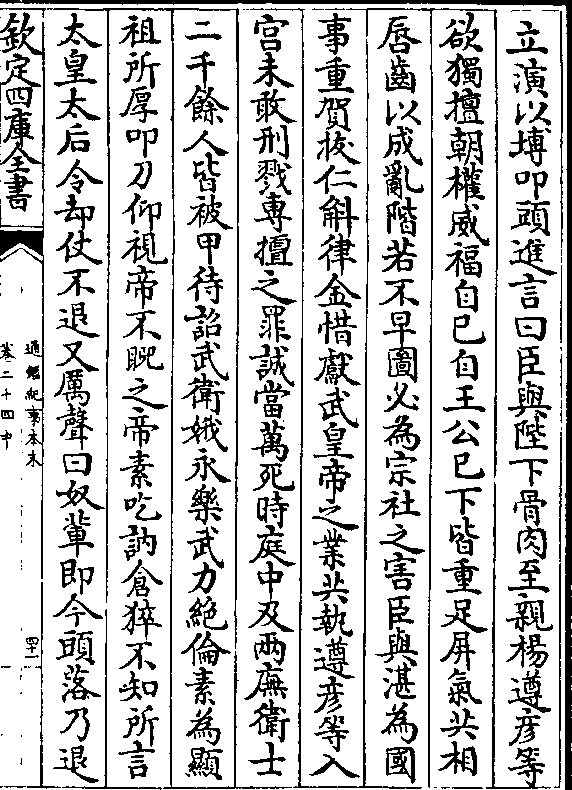 立演以塼叩頭進言曰臣與陛下骨肉至親楊遵彦等
欲獨擅朝權威福自己自王公已下皆重足屏氣共相
唇齒以成亂階若不早圖必為宗社之害臣與湛為國
事重賀拔仁斛律金惜獻武皇帝之業共執遵彦等入
宫未敢刑戮專擅之罪誠當萬死時庭中及兩廡衛士
二千餘人皆被甲待詔武衛娥永樂武力絶倫素為顯
祖所厚叩刀仰視帝不睨之帝素吃訥倉猝不知所言
太皇太后令却仗不退又厲聲曰奴輩即今頭落乃退
欽定四庫全書
通鑑紀事本末
卷二十四中
四十一